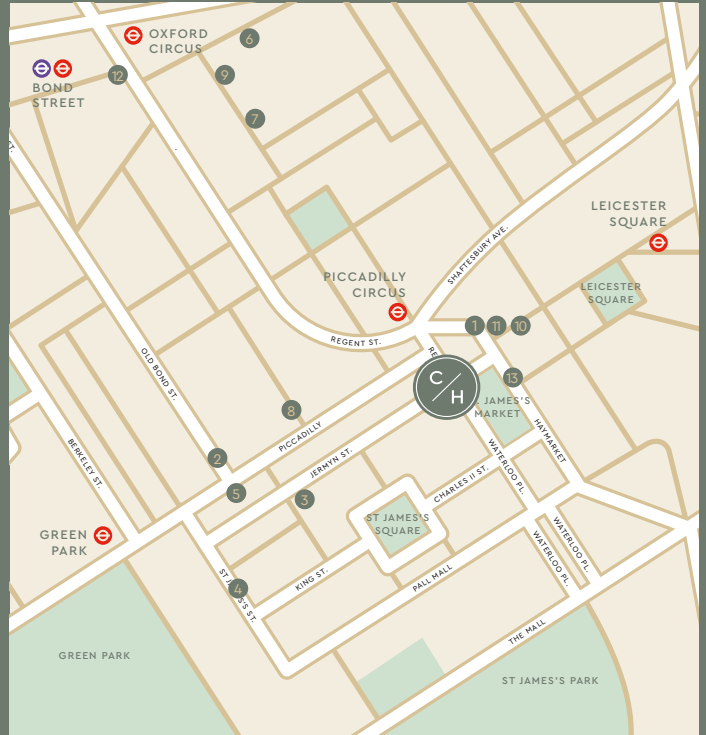 OXFORD
CIRCUS
6
BOND
STREET
12
9
7
T.
LEICESTER
SQUARE
SHAFTESBURY AVE.
PICCADILLY
CIRCUS
LEICESTER
SQUARE
REGENT ST.
1
11
10
RE
OLD BOND ST.
C/H
13
JAMES'S
MARKET
8
PICCADILLY
HAYMARKET
BERKELEY ST.
2
JERMYN ST.
WATERLOO PL.
5
3
CHARLES II ST.
ST JAMES'S
SQUARE
GREEN
PARK
WATERLOO PL.
WATERLOO PL.
KING ST.
PALL MALL
4
ST JAMES'S ST.
THE MALL
GREEN PARK
ST JAMES'S PARK